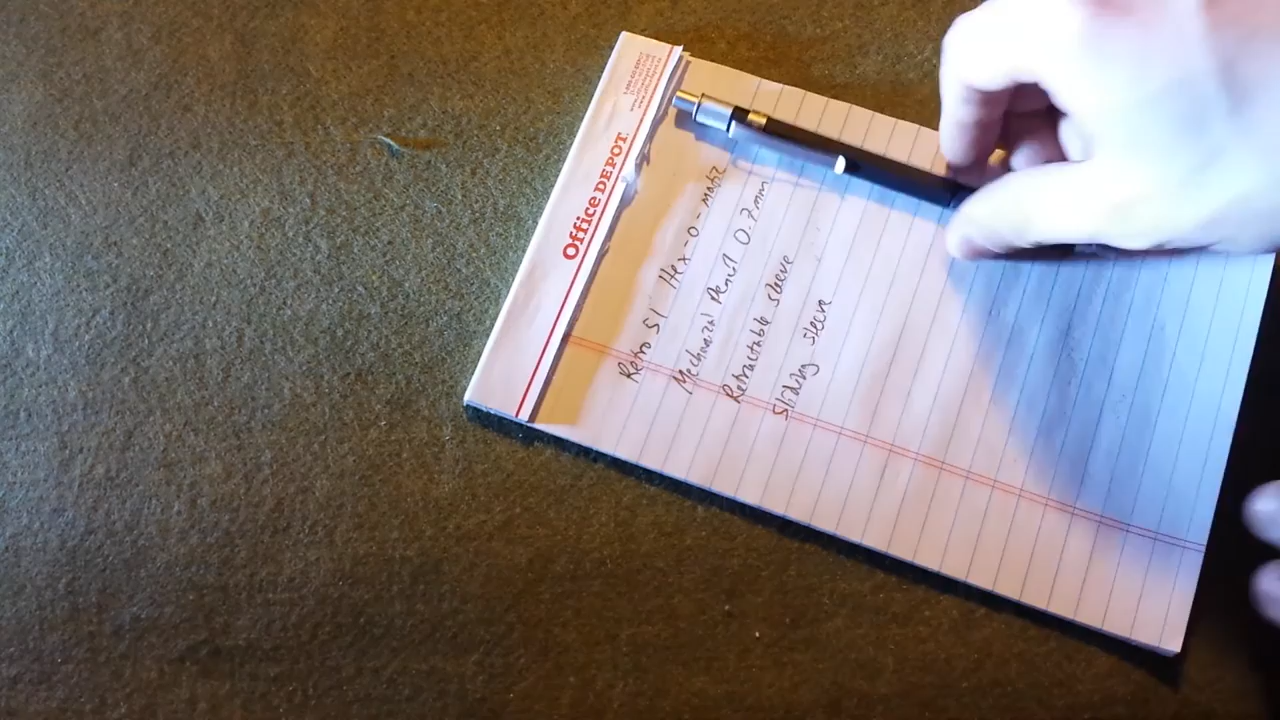 Office DEPOT
Retro 51 Hex-o-matic
Mechanical Pencil 0.7mm
Retractable sleeve
sliding sleeve